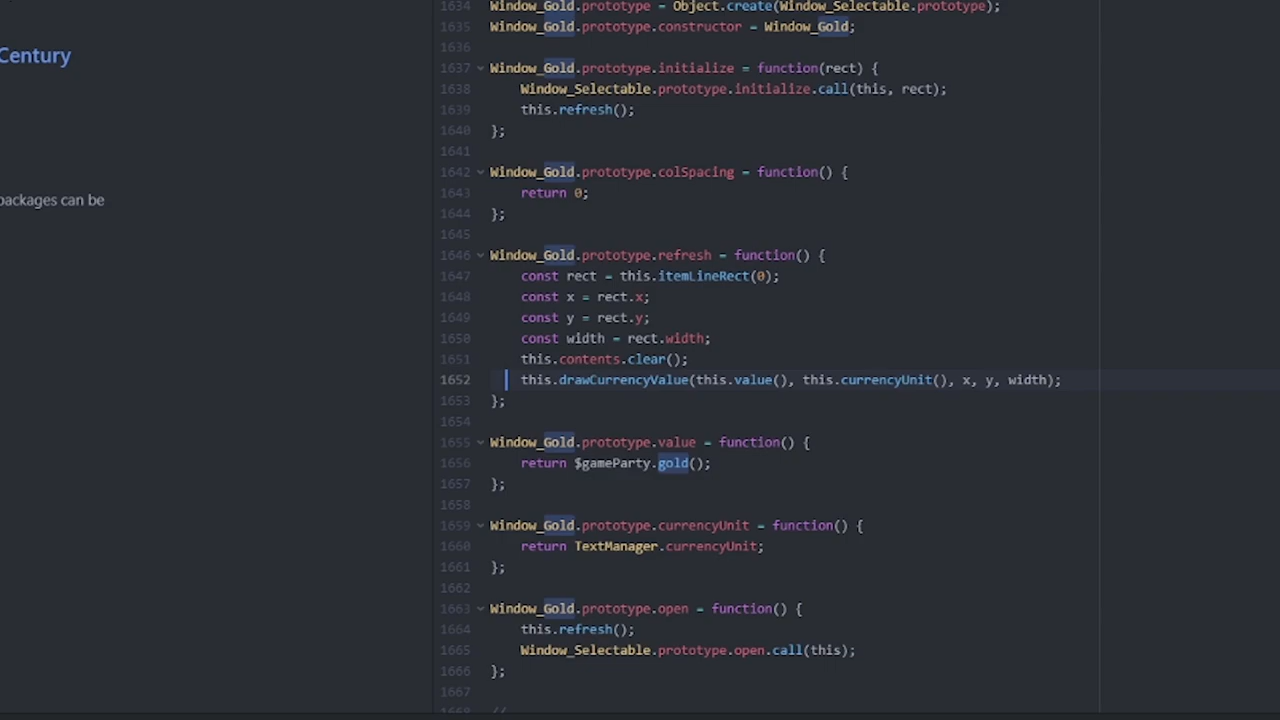 Century
packages can be
1634 Window_Gold.prototype = Object.create(Window_Selectable.prototype);
1635 Window_Gold.prototype.constructor = Window_Gold;
1636
1637 Window_Gold.prototype.initialize = function(rect) {
1638 Window_Selectable.prototype.initialize.call(this, rect);
1639 this.refresh();
1640 };
1641
1642 Window_Gold.prototype.colSpacing = function() {
1643 return 0;
1644 };
1645
1646 Window_Gold.prototype.refresh = function() {
1647 const rect = this.itemLineRect(0);
1648 const x = rect.x;
1649 const y = rect.y;
1650 const width = rect.width;
1651 this.contents.clear();
1652 this.drawCurrencyValue(this.value(), this.currencyUnit(), x, y, width);
1653 };
1654
1655 Window_Gold.prototype.value = function() {
1656 return $gameParty.gold();
1657 };
1658
1659 Window_Gold.prototype.currencyUnit = function() {
1660 return TextManager.currencyUnit;
1661 };
1662
1663 Window_Gold.prototype.open = function() {
1664 this.refresh();
1665 Window_Selectable.prototype.open.call(this);
1666 };
1667
1668 //